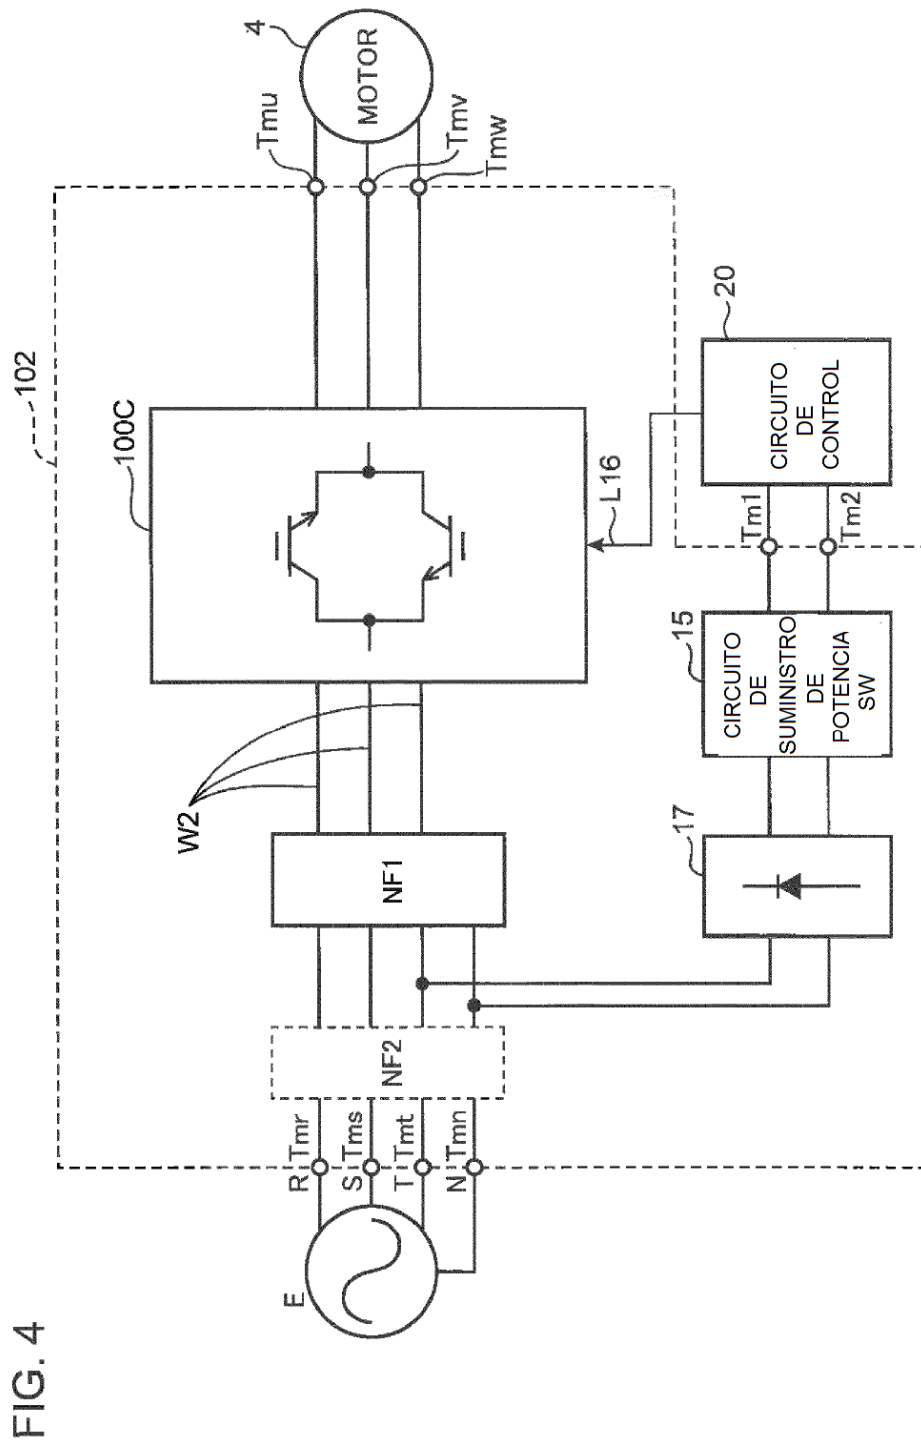 FIG. 4
102
E
R Tmr
S Tms
T Tmt
N Tmn
NF2
NF1
W2
100C
Tmu
Tmv
Tmw
4
MOTOR
L16
17
15
CIRCUITO
DE
SUMINISTRO
DE
POTENCIA
SW
Tm1
Tm2
20
CIRCUITO
DE
CONTROL